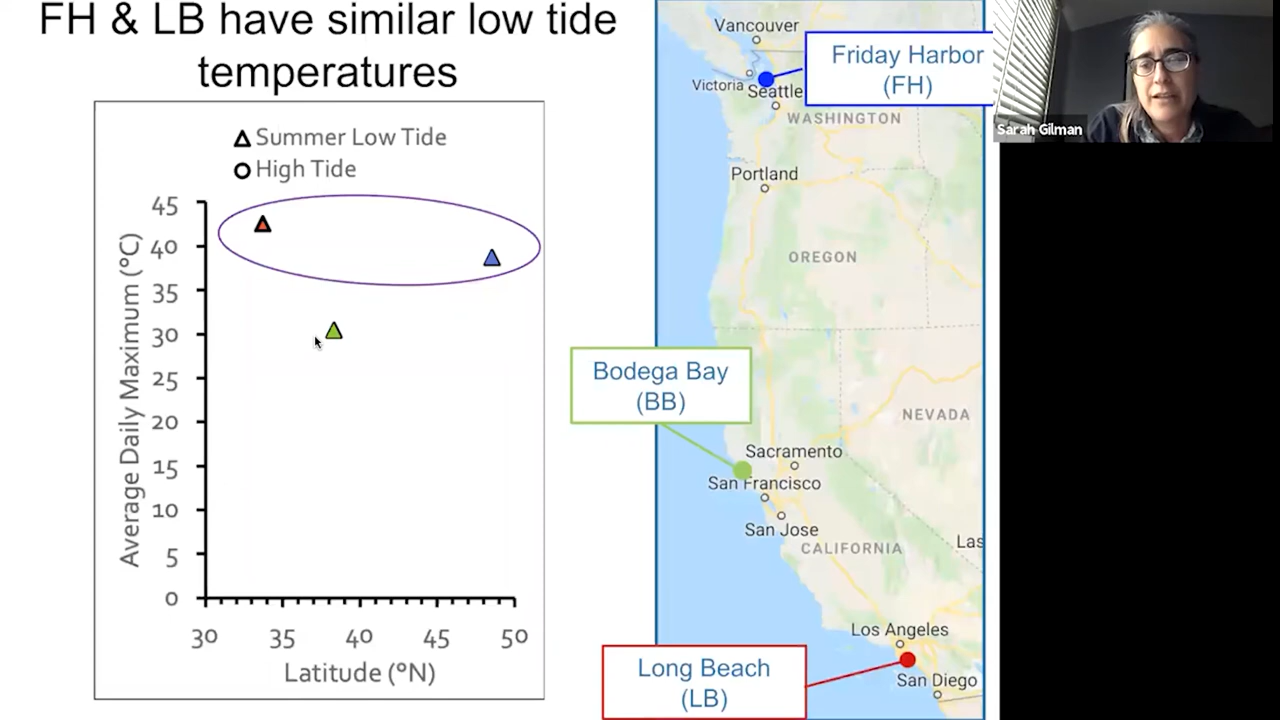 FH & LB have similar low tide
temperatures
Summer Low Tide
High Tide
45
40
35
30
25
20
15
10
5
0
Average Daily Maximum (°C)
30 35 40 45 50
Latitude (°N)
Vancouver
Friday Harbor
(FH)
Victoria
Seattle
WASHINGTON
Portland
OREGON
Bodega Bay
(BB)
NEVADA
Sacramento
San Francisco
San Jose
CALIFORNIA
Las
Los Angeles
Long Beach
(LB)
San Diego
Sarah Gilman